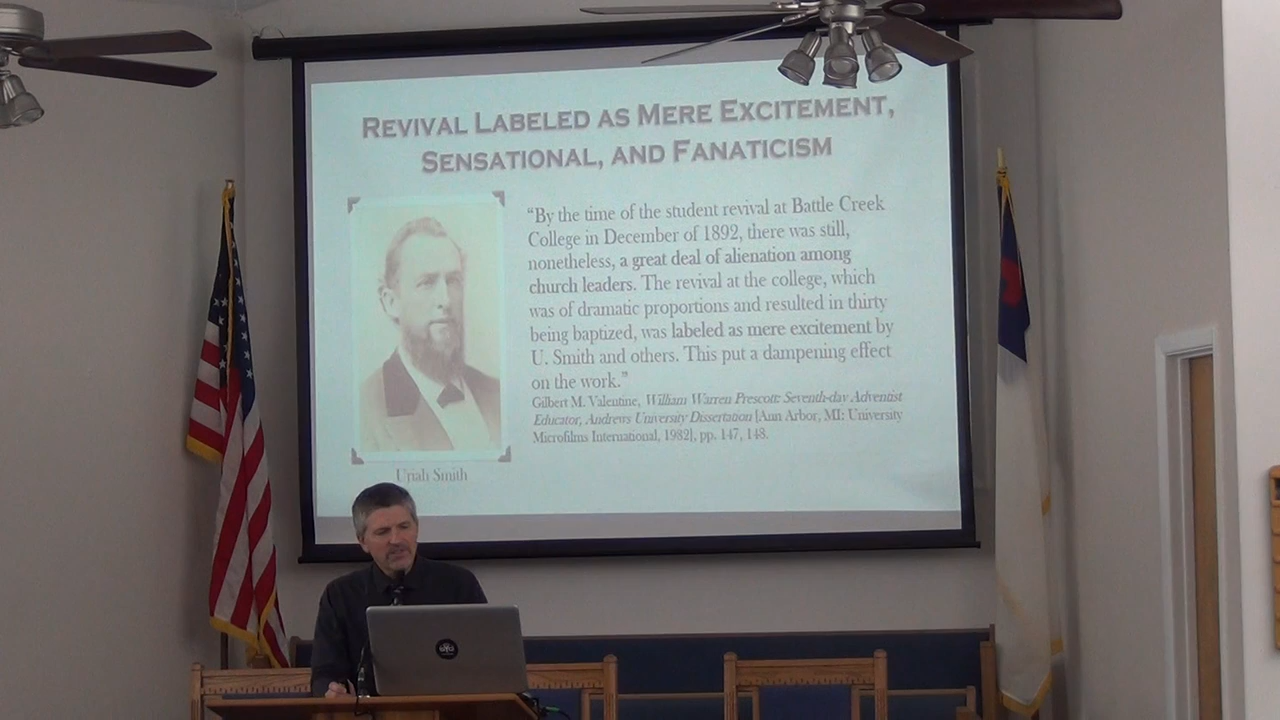 REVIVAL LABELED AS MERE EXCITEMENT,
SENSATIONAL, AND FANATICISM
"By the time of the student revival at Battle Creek
College in December of 1892, there was still,
nonetheless, a great deal of alienation among
church leaders. The revival at the college, which
was of dramatic proportions and resulted in thirty
being baptized, was labeled as mere excitement by
U. Smith and others. This put a dampening effect
on the work."
Gilbert M. Valentine, William Warren Prescott: Seventh-day Adventist
Educator, Andrews University Dissertation [Ann Arbor, MI: University
Microfilms International, 1982], pp. 147, 148.
Uriah Smith